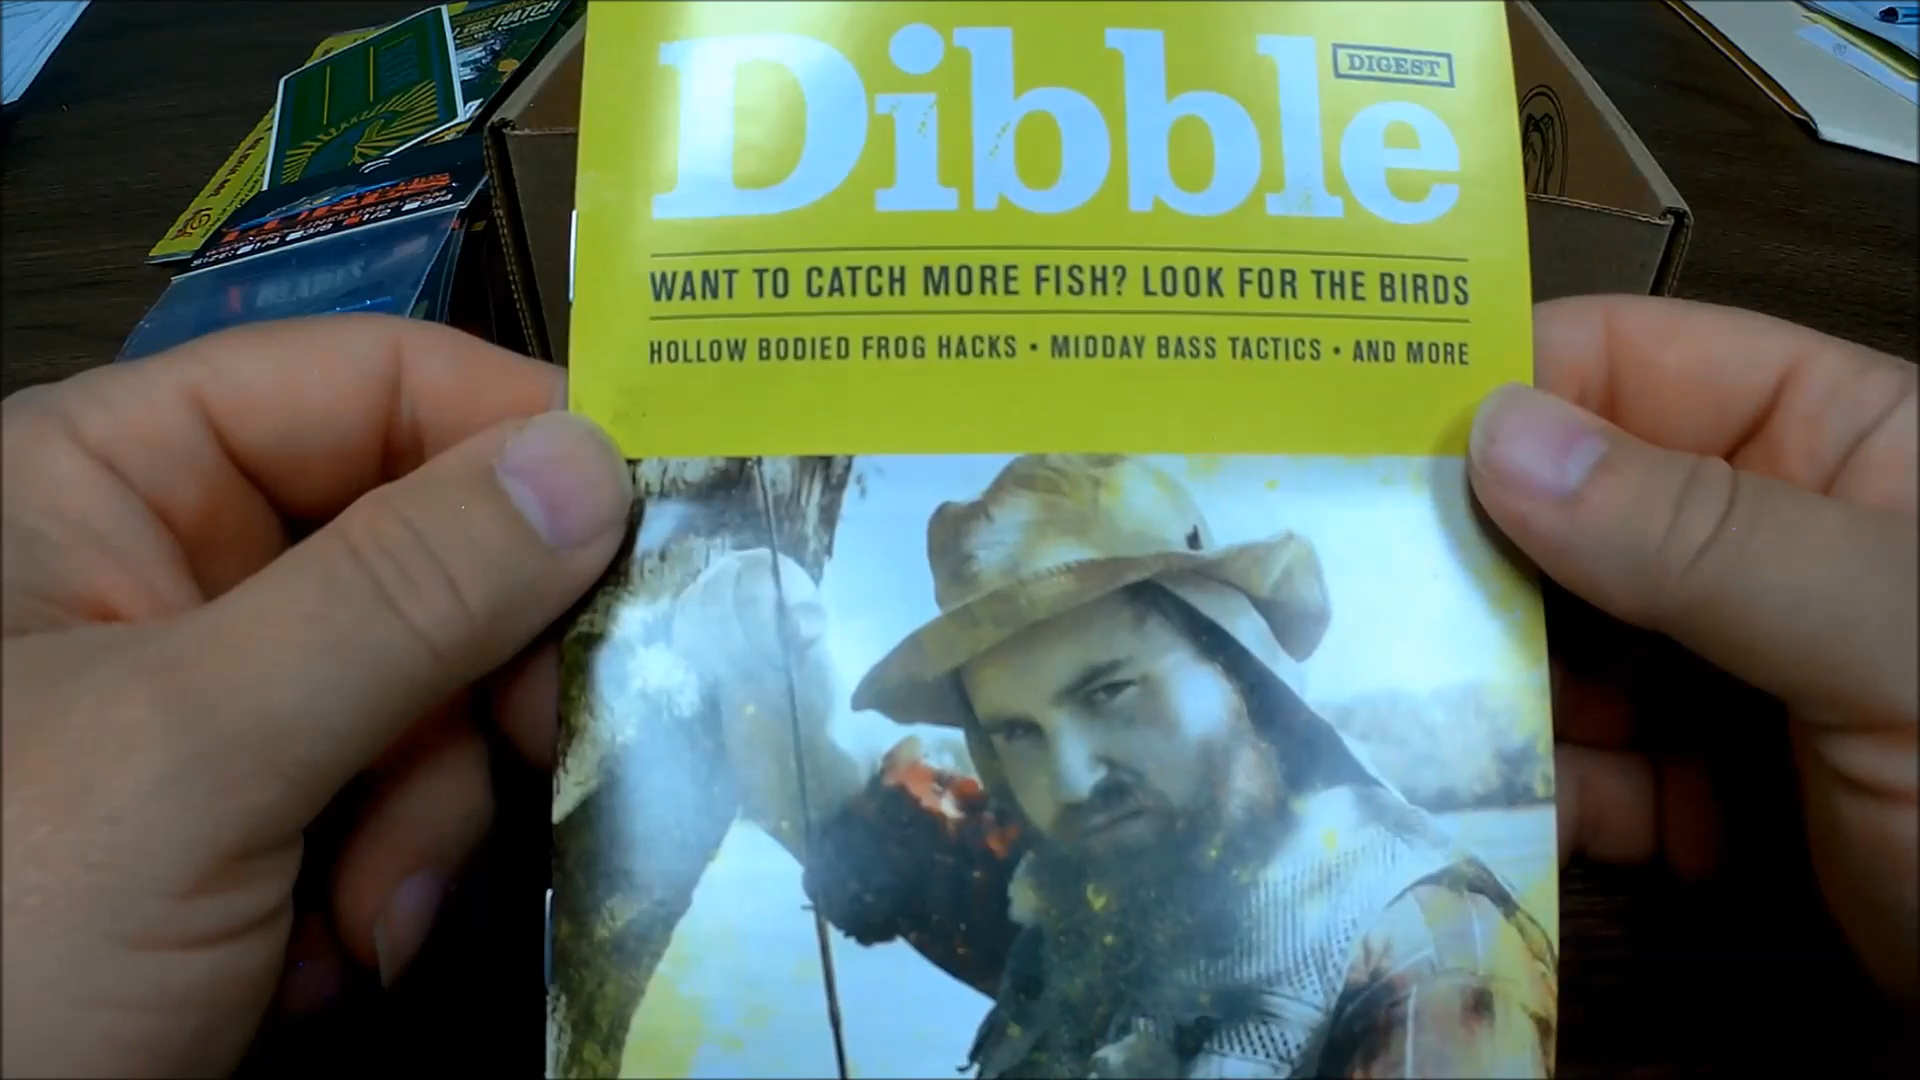 Dibble
DIGEST
WANT TO CATCH MORE FISH? LOOK FOR THE BIRDS
HOLLOW BODIED FROG HACKS • MIDDAY BASS TACTICS • AND MORE
HATCH